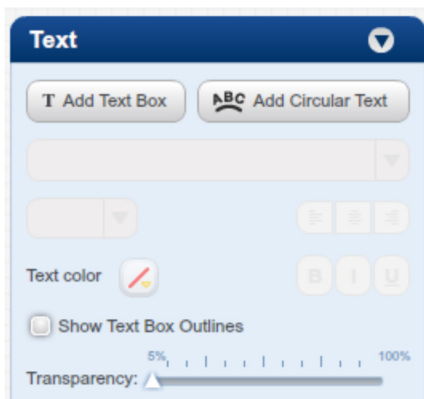 Text
T Add Text Box
ABC Add Circular Text
B I U
Text color
Show Text Box Outlines
5% 100%
Transparency: